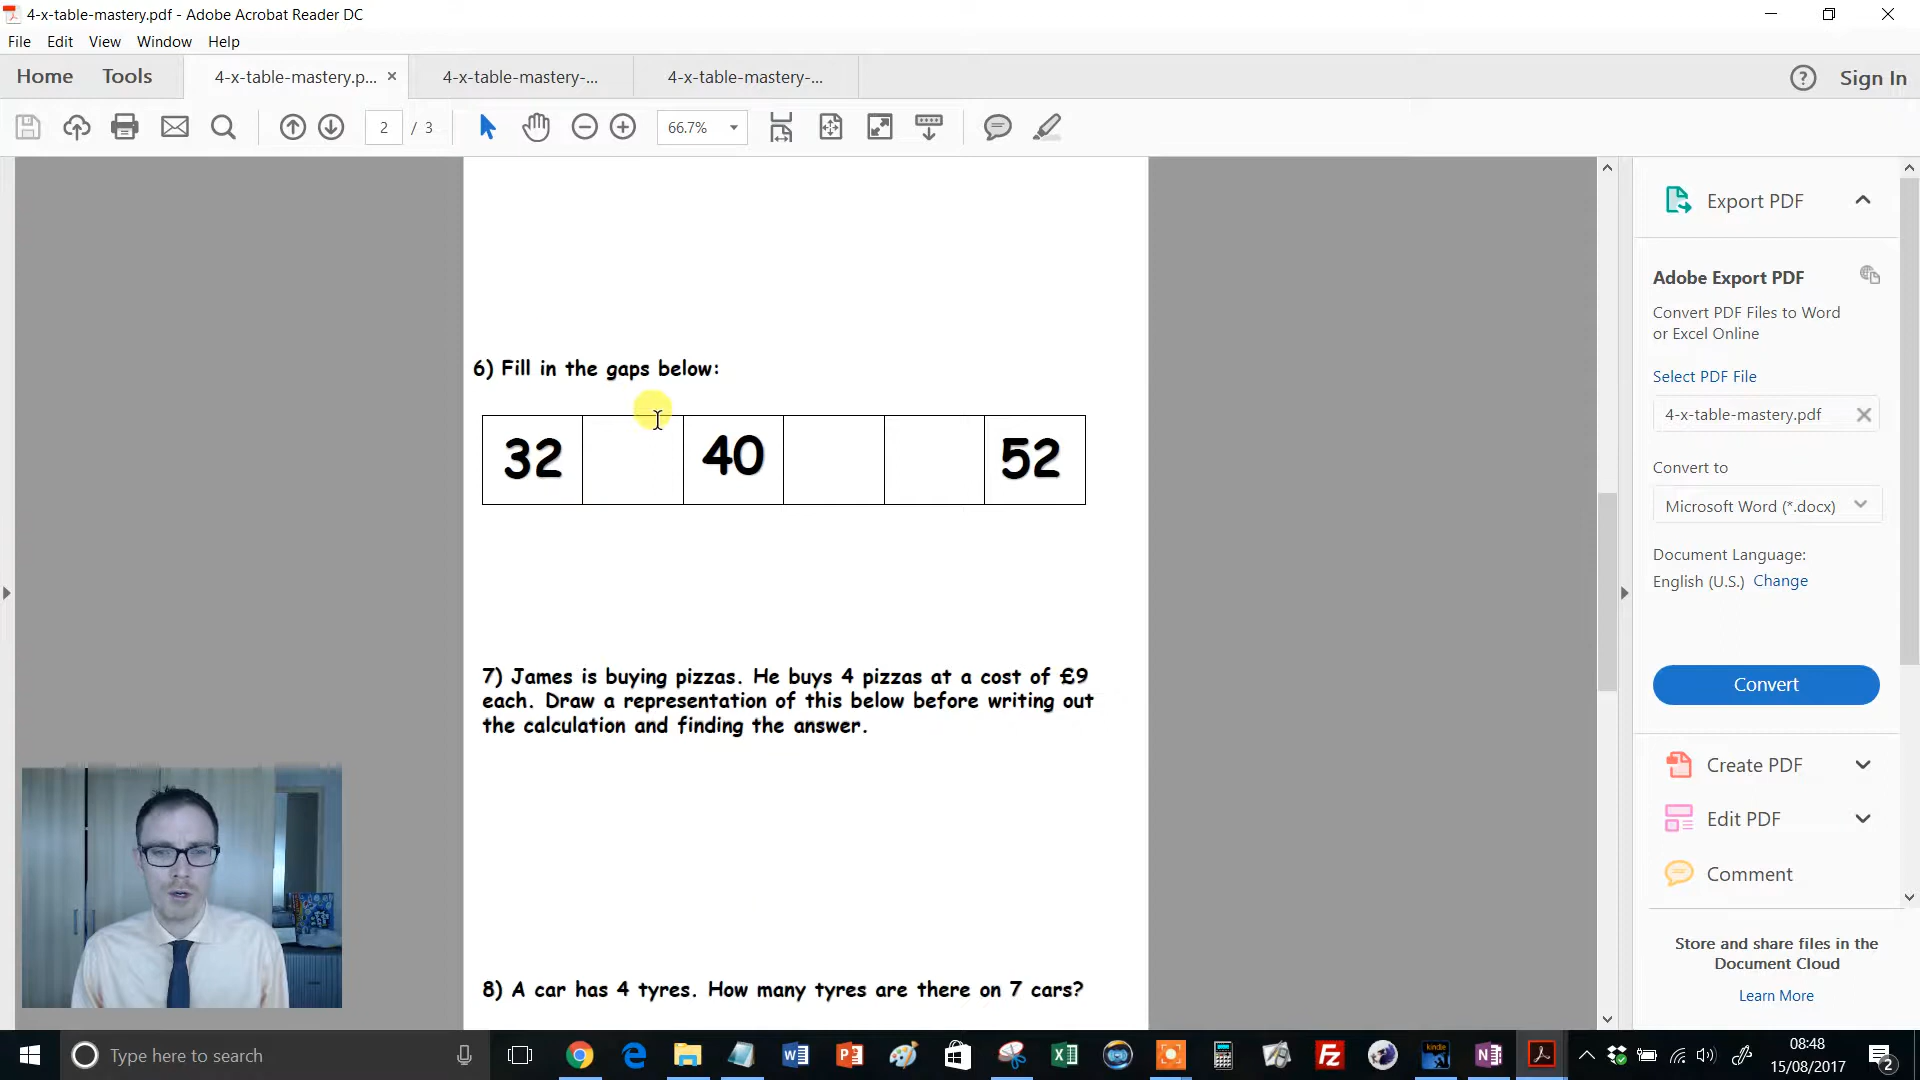 4-x-table-mastery.pdf - Adobe Acrobat Reader DC
File Edit View Window Help
Home Tools 4-x-table-mastery.p... 4-x-table-mastery-... 4-x-table-mastery-... Sign In
2 / 3 66.7%
6) Fill in the gaps below:
32 40 52
7) James is buying pizzas. He buys 4 pizzas at a cost of £9
each. Draw a representation of this below before writing out
the calculation and finding the answer.
8) A car has 4 tyres. How many tyres are there on 7 cars?
Export PDF
Adobe Export PDF
Convert PDF Files to Word
or Excel Online
Select PDF File
4-x-table-mastery.pdf
Convert to
Microsoft Word (*.docx)
Document Language:
English (U.S.) Change
Convert
Create PDF
Edit PDF
Comment
Store and share files in the
Document Cloud
Learn More
Type here to search
kindle
08:48
15/08/2017
2